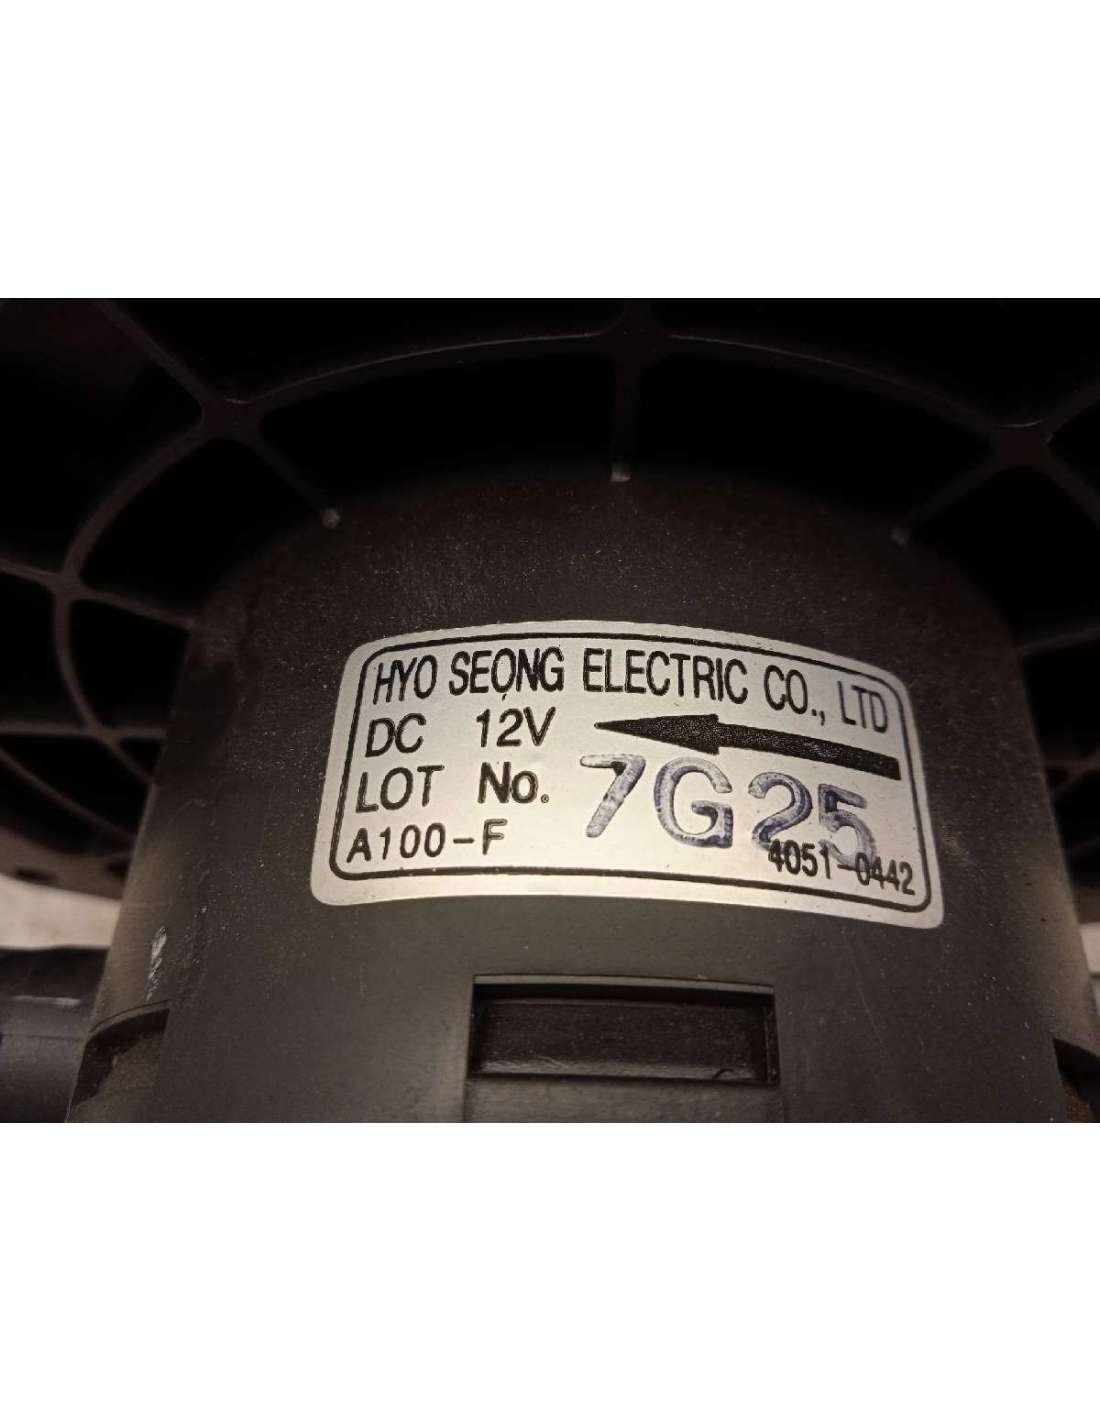 HYO SEONG ELECTRIC CO., LTD
DC 12V
LOT No. 7G25
A100-F 4051-0442